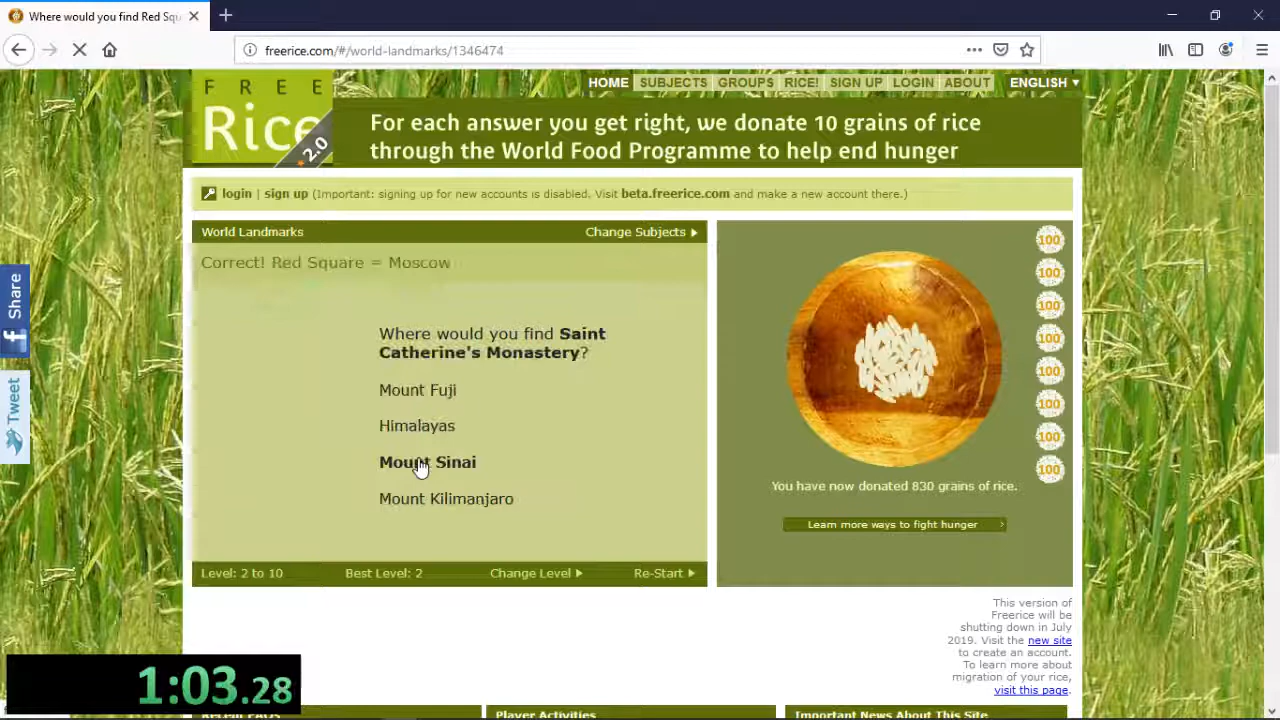 Where would you find Red Squ
freerice.com/#/world-landmarks/1346474
FREE
Rice
2.0
HOME SUBJECTS GROUPS RICE! SIGN UP LOGIN ABOUT ENGLISH
For each answer you get right, we donate 10 grains of rice
through the World Food Programme to help end hunger
login | sign up (Important: signing up for new accounts is disabled. Visit beta.freerice.com and make a new account there.)
World Landmarks
Change Subjects
Correct! Red Square = Moscow
Where would you find Saint
Catherine's Monastery?
Mount Fuji
Himalayas
Mount Sinai
Mount Kilimanjaro
Level: 2 to 10
Best Level: 2
Change Level
Re-Start
100
100
100
100
100
100
100
100
You have now donated 830 grains of rice.
Learn more ways to fight hunger
This version of
Freerice will be
shutting down in July
2019. Visit the new site
to create an account.
To learn more about
migration of your rice,
visit this page.
Share
f
Tweet
1:03.28
Recent FAQS
Player Activities
Important News About This Site